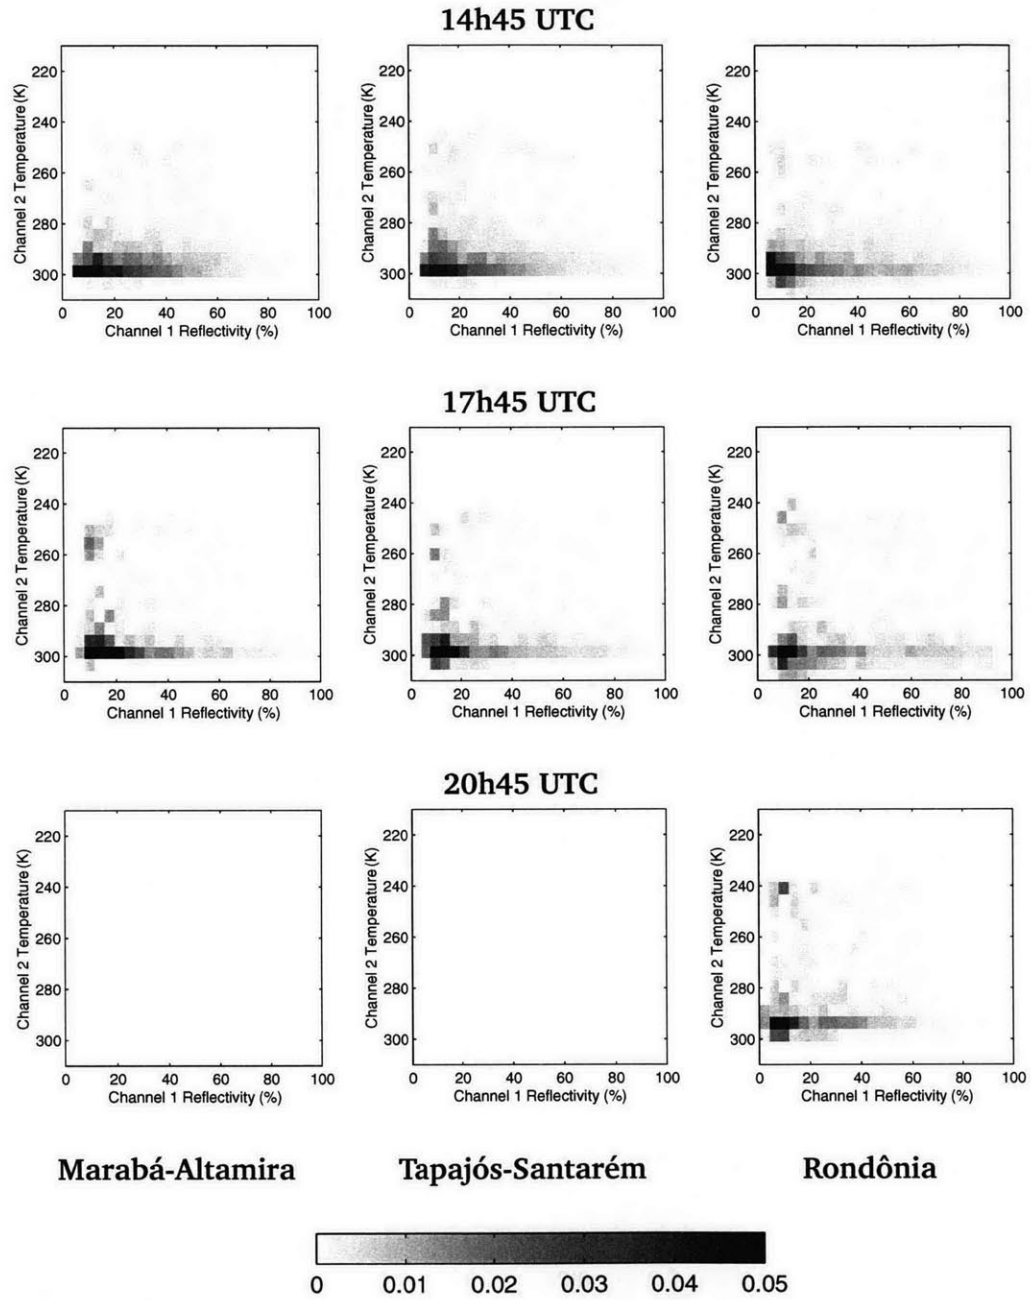 14h45 UTC
220
240
260
280
300
Channel 2 Temperature (K)
0 20 40 60 80 100
Channel 1 Reflectivity (%)
220
240
260
280
300
Channel 2 Temperature (K)
0 20 40 60 80 100
Channel 1 Reflectivity (%)
220
240
260
280
300
Channel 2 Temperature (K)
0 20 40 60 80 100
Channel 1 Reflectivity (%)
17h45 UTC
220
240
260
280
300
Channel 2 Temperature (K)
0 20 40 60 80 100
Channel 1 Reflectivity (%)
220
240
260
280
300
Channel 2 Temperature (K)
0 20 40 60 80 100
Channel 1 Reflectivity (%)
220
240
260
280
300
Channel 2 Temperature (K)
0 20 40 60 80 100
Channel 1 Reflectivity (%)
20h45 UTC
220
240
260
280
300
Channel 2 Temperature (K)
0 20 40 60 80 100
Channel 1 Reflectivity (%)
220
240
260
280
300
Channel 2 Temperature (K)
0 20 40 60 80 100
Channel 1 Reflectivity (%)
220
240
260
280
300
Channel 2 Temperature (K)
0 20 40 60 80 100
Channel 1 Reflectivity (%)
Marabá-Altamira Tapajós-Santarém Rondônia
0 0.01 0.02 0.03 0.04 0.05